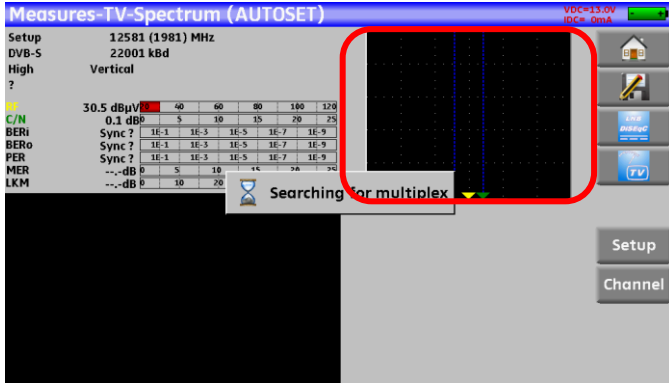 Measures-TV-Spectrum (AUTOSET)
VDC=13.0V
IDC= 0mA
- +
Setup 12581 (1981) MHz
DVB-S 22001 kBd
High Vertical
?
RF 30.5 dBµV 20 40 60 80 100 120
C/N 0.1 dB 0 5 10 15 20 25
BERi Sync ? 1E-1 1E-3 1E-5 1E-7 1E-9
BERo Sync ? 1E-1 1E-3 1E-5 1E-7 1E-9
PER Sync ? 1E-1 1E-3 1E-5 1E-7 1E-9
MER --.-dB 0 5 10 15 20 25
LKM --.-dB 0 10 20
Searching for multiplex
LNB
DiSEqC
TV
Setup
Channel